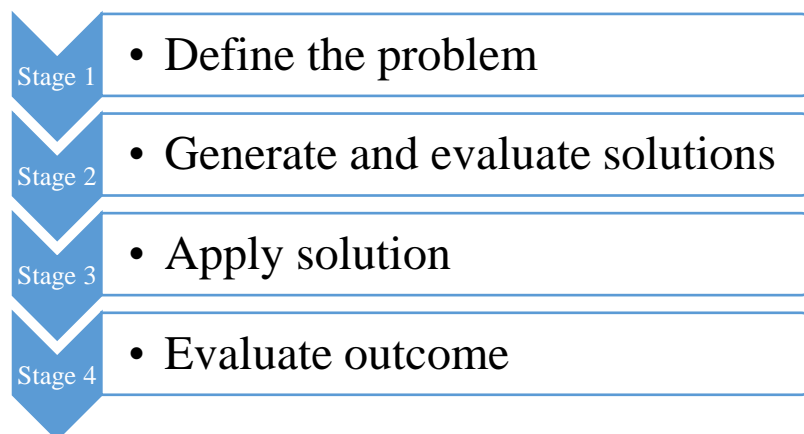 Stage 1
• Define the problem
Stage 2
• Generate and evaluate solutions
Stage 3
• Apply solution
Stage 4
• Evaluate outcome